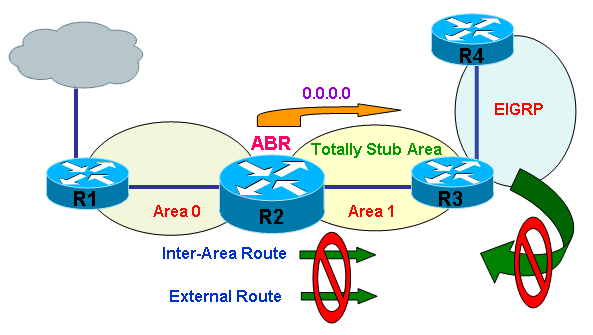 R4
0.0.0.0
EIGRP
ABR
Totally Stub Area
R1
Area 0
R2
Area 1
R3
Inter-Area Route
External Route